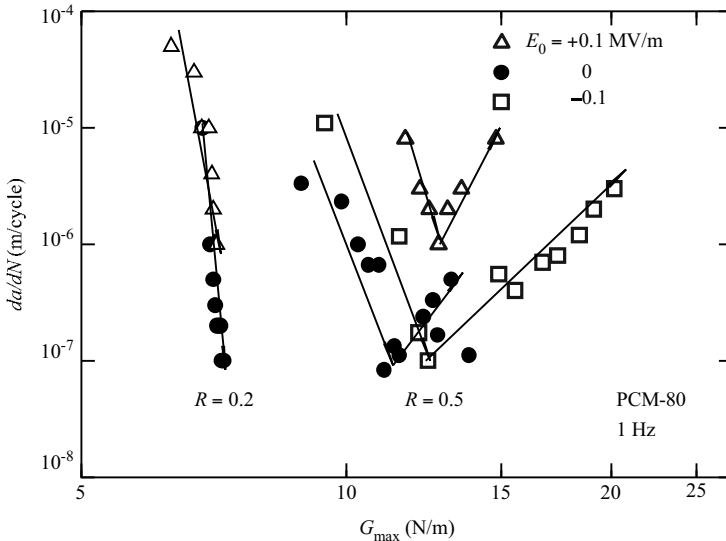 10⁻⁴
E₀ = +0.1 MV/m
0
−0.1
10⁻⁵
10⁻⁶
10⁻⁷
10⁻⁸
da/dN (m/cycle)
R = 0.2
R = 0.5
PCM-80
1 Hz
5
10
15
20
25
G_max (N/m)